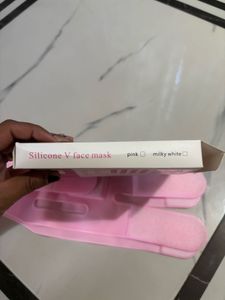 Silicone V face mask pink ☐ milky white ☐